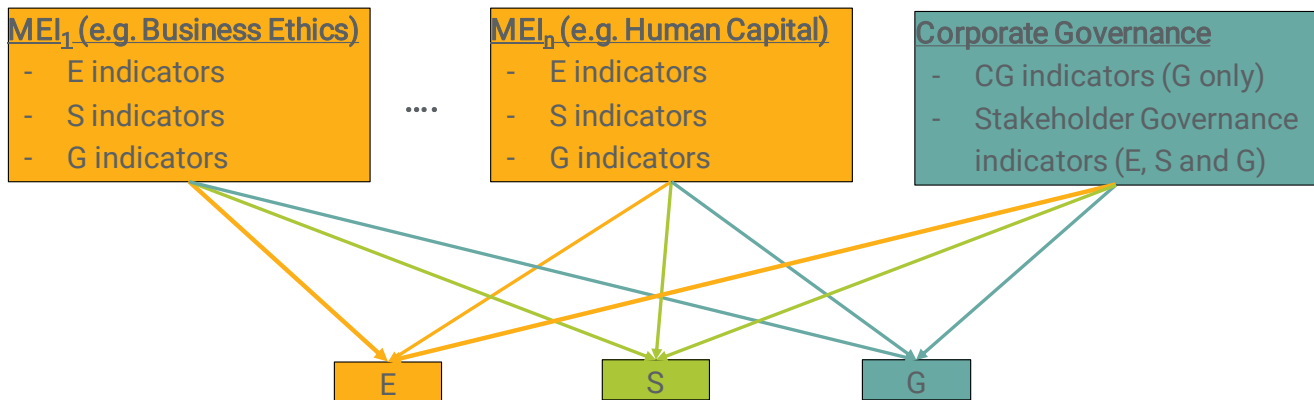 MEI1 (e.g. Business Ethics)
- E indicators
- S indicators
- G indicators
....
MEIn (e.g. Human Capital)
- E indicators
- S indicators
- G indicators
Corporate Governance
- CG indicators (G only)
- Stakeholder Governance
indicators (E, S and G)
E
S
G